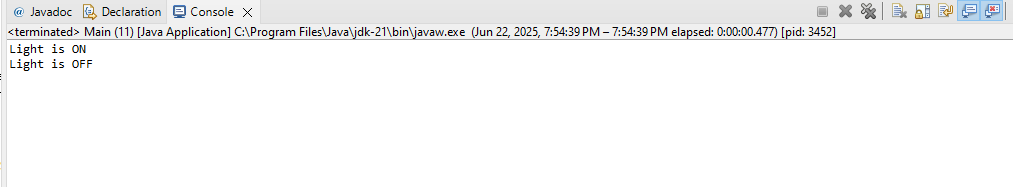 @ Javadoc Declaration Console
<terminated> Main (11) [Java Application] C:\Program Files\Java\jdk-21\bin\javaw.exe (Jun 22, 2025, 7:54:39 PM – 7:54:39 PM elapsed: 0:00:00.477) [pid: 3452]
Light is ON
Light is OFF